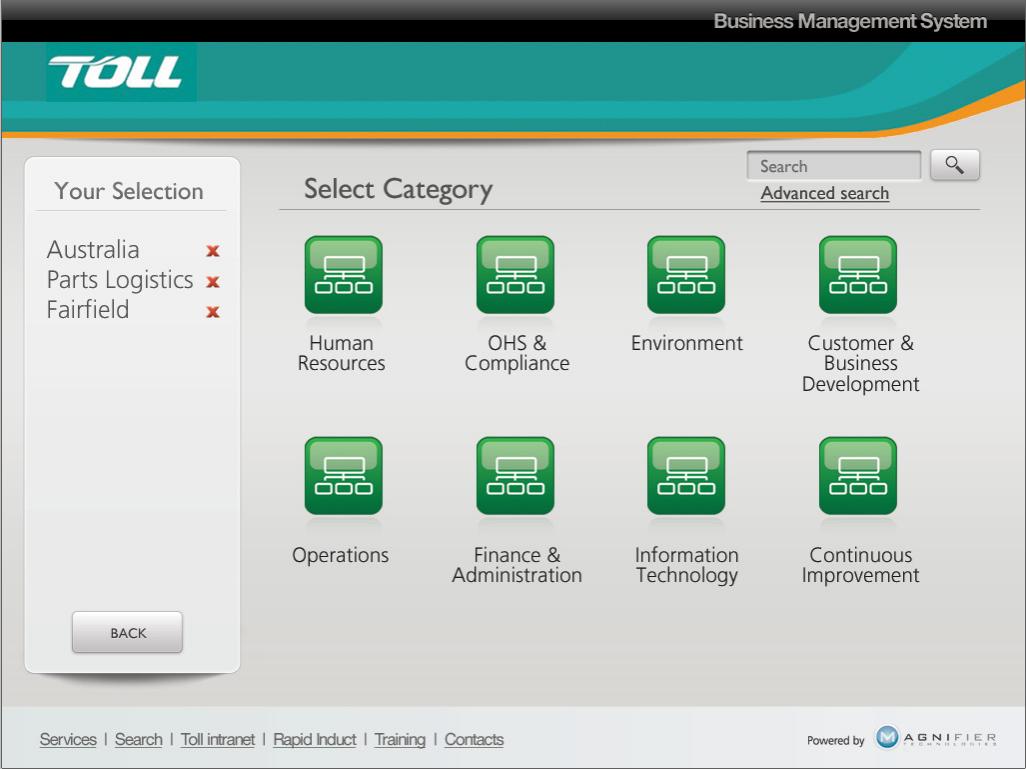 Business Management System
TOLL
Your Selection
Australia
Parts Logistics
Fairfield
BACK
Select Category
Search
Advanced search
Human
Resources
OHS &
Compliance
Environment
Customer &
Business
Development
Operations
Finance &
Administration
Information
Technology
Continuous
Improvement
Services | Search | Toll intranet | Rapid Induct | Training | Contacts
Powered by MAGNIFIER
TECHNOLOGIES